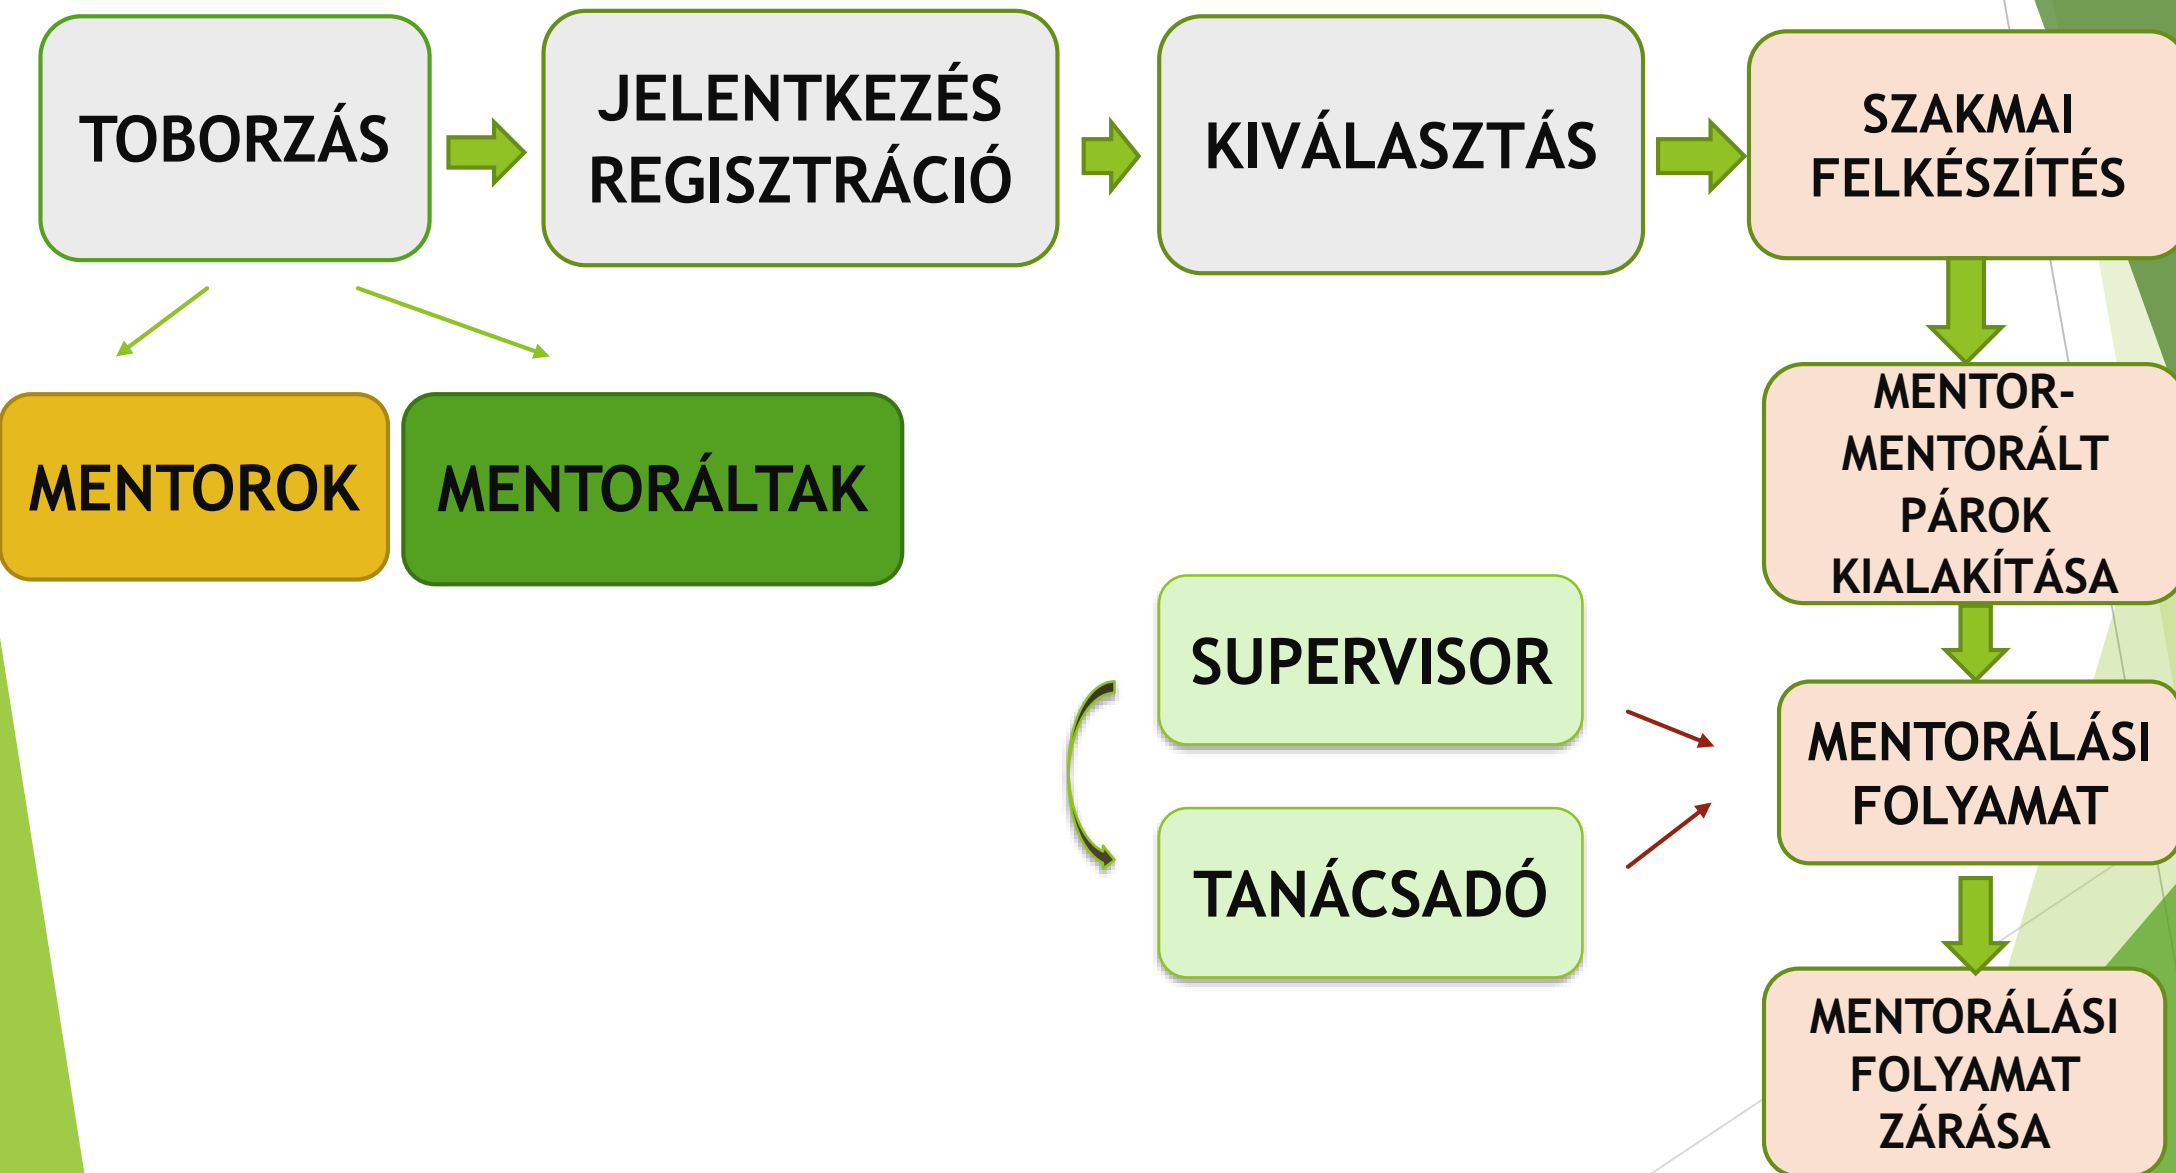 TOBORZÁS
JELENTKEZÉS
REGISZTRÁCIÓ
KIVÁLASZTÁS
SZAKMAI
FELKÉSZÍTÉS
MENTOROK
MENTORÁLTAK
MENTOR-
MENTORÁLT
PÁROK
KIALAKÍTÁSA
SUPERVISOR
TANÁCSADÓ
MENTORÁLÁSI
FOLYAMAT
MENTORÁLÁSI
FOLYAMAT
ZÁRÁSA